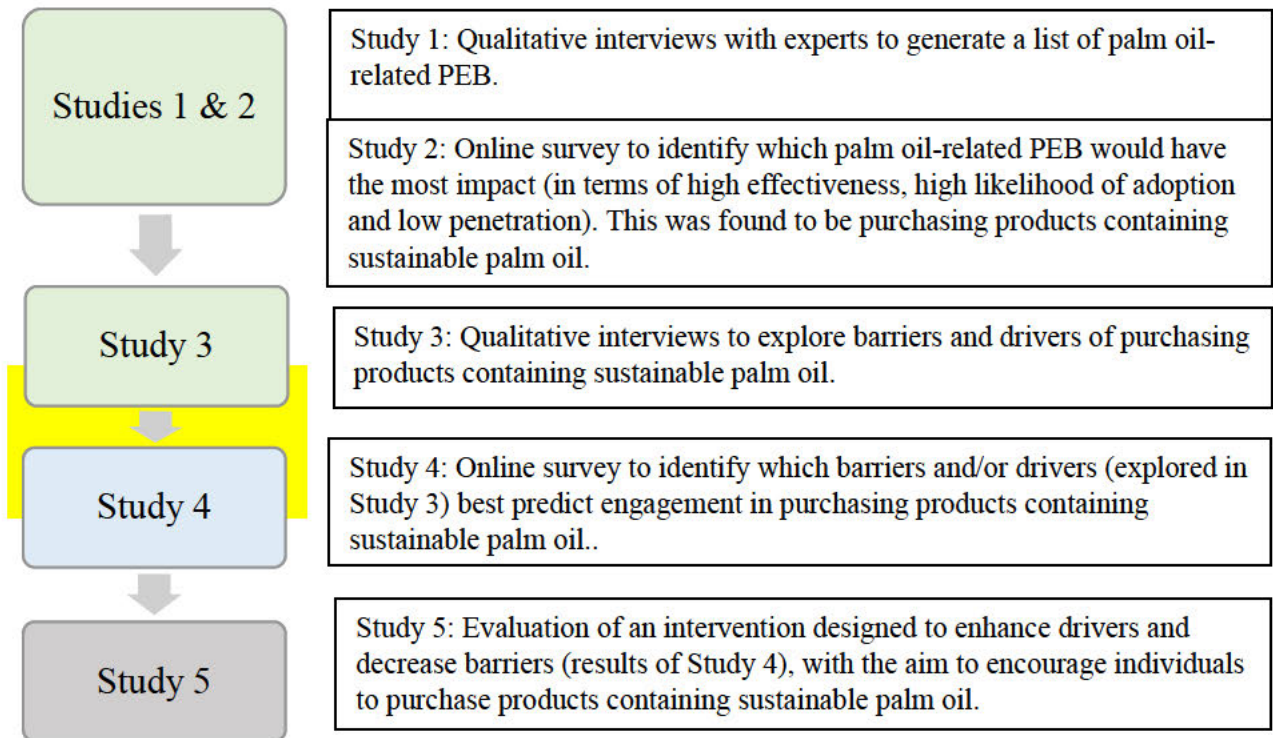 Studies 1 & 2
Study 1: Qualitative interviews with experts to generate a list of palm oil-
related PEB.
Study 2: Online survey to identify which palm oil-related PEB would have
the most impact (in terms of high effectiveness, high likelihood of adoption
and low penetration). This was found to be purchasing products containing
sustainable palm oil.
Study 3
Study 3: Qualitative interviews to explore barriers and drivers of purchasing
products containing sustainable palm oil.
Study 4
Study 4: Online survey to identify which barriers and/or drivers (explored in
Study 3) best predict engagement in purchasing products containing
sustainable palm oil..
Study 5
Study 5: Evaluation of an intervention designed to enhance drivers and
decrease barriers (results of Study 4), with the aim to encourage individuals
to purchase products containing sustainable palm oil.